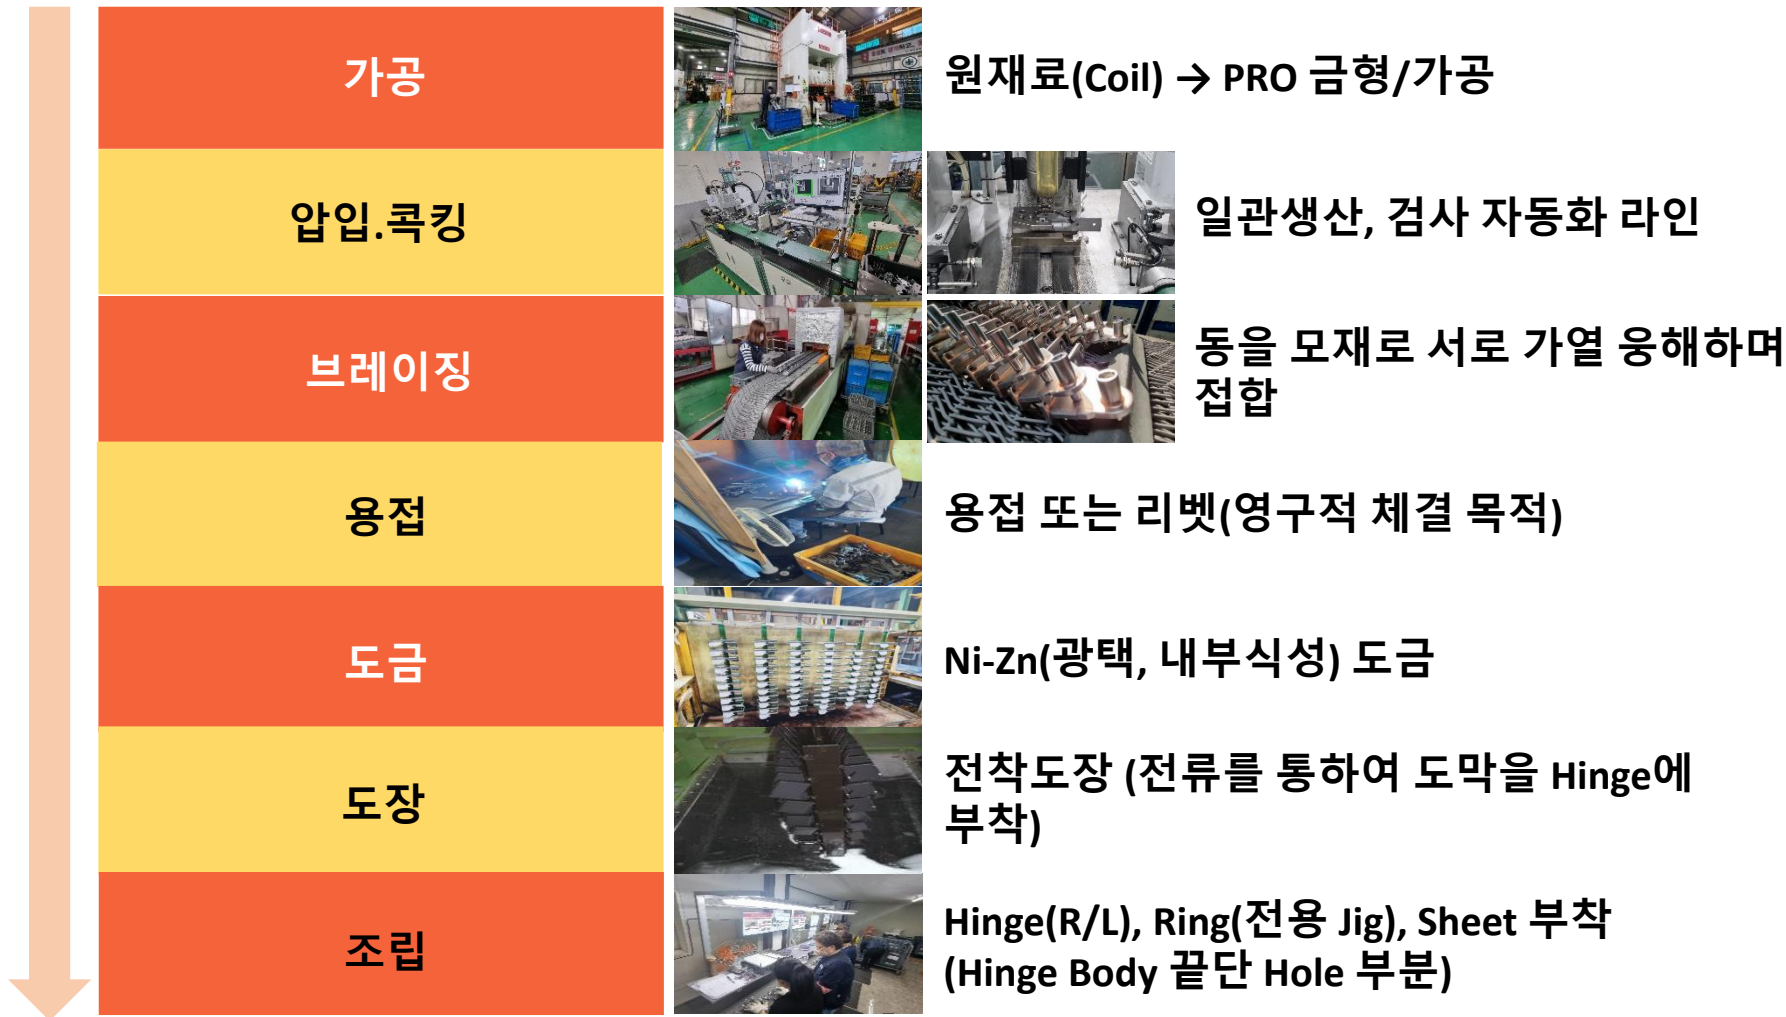 가공
원재료(Coil) → PRO 금형/가공
압입.콕킹
일관생산, 검사 자동화 라인
브레이징
동을 모재로 서로 가열 웅해하며
접합
용접
용접 또는 리벳(영구적 체결 목적)
도금
Ni-Zn(광택, 내부식성) 도금
도장
전착도장 (전류를 통하여 도막을 Hinge에
부착)
조립
Hinge(R/L), Ring(전용 Jig), Sheet 부착
(Hinge Body 끝단 Hole 부분)